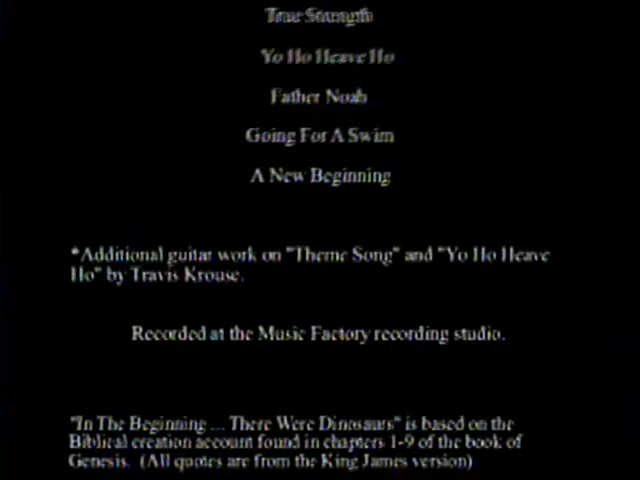 True Strength
Yo Ho Heave Ho
Father Noah
Going For A Swim
A New Beginning
*Additional guitar work on "Theme Song" and "Yo Ho Heave
Ho" by Travis Krouse.
Recorded at the Music Factory recording studio.
"In The Beginning ... There Were Dinosaurs" is based on the
Biblical creation account found in chapters 1-9 of the book of
Genesis. (All quotes are from the King James version)